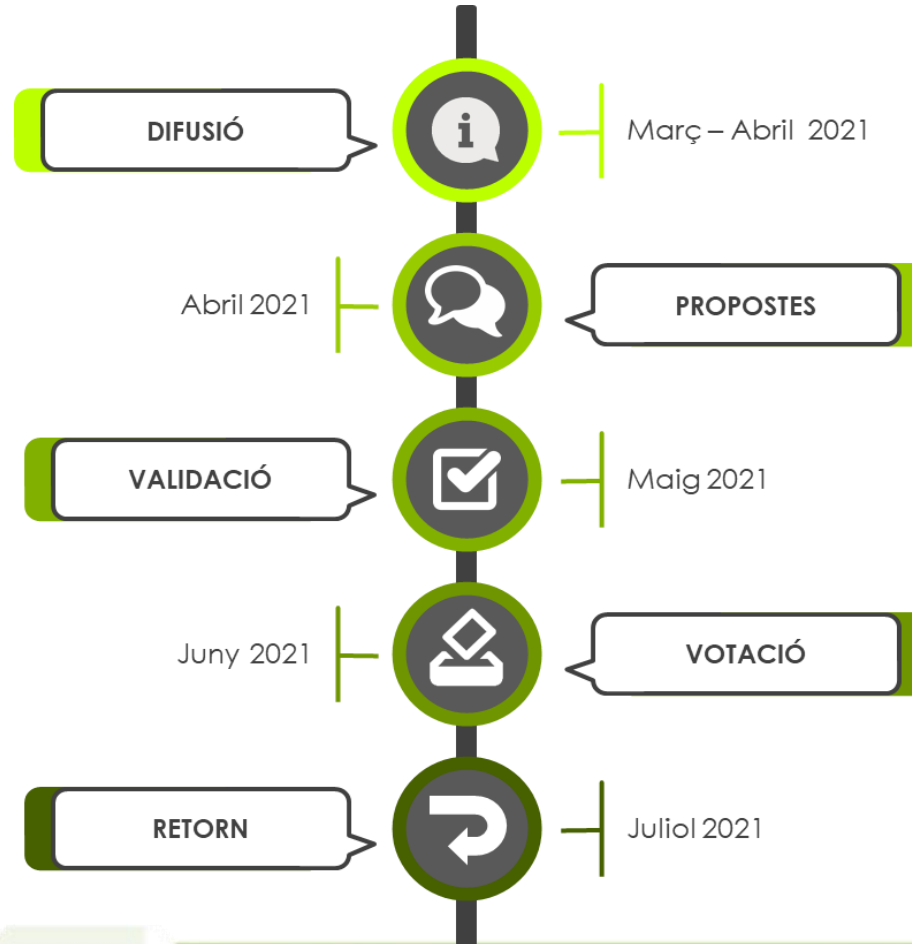 DIFUSIÓ
Març – Abril 2021
Abril 2021
PROPOSTES
VALIDACIÓ
Maig 2021
Juny 2021
VOTACIÓ
RETORN
Juliol 2021